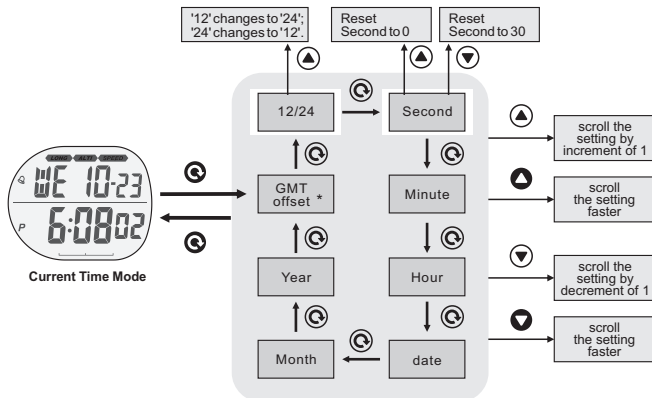 '12' changes to '24';
'24' changes to '12'.
Reset
Second to 0
Reset
Second to 30
12/24
Second
LONG ALTI SPEED
WE 10-23
P 6:08 02
Current Time Mode
GMT
offset *
Minute
Year
Hour
Month
date
scroll the
setting by
increment of 1
scroll
the setting
faster
scroll the
setting by
decrement of 1
scroll
the setting
faster